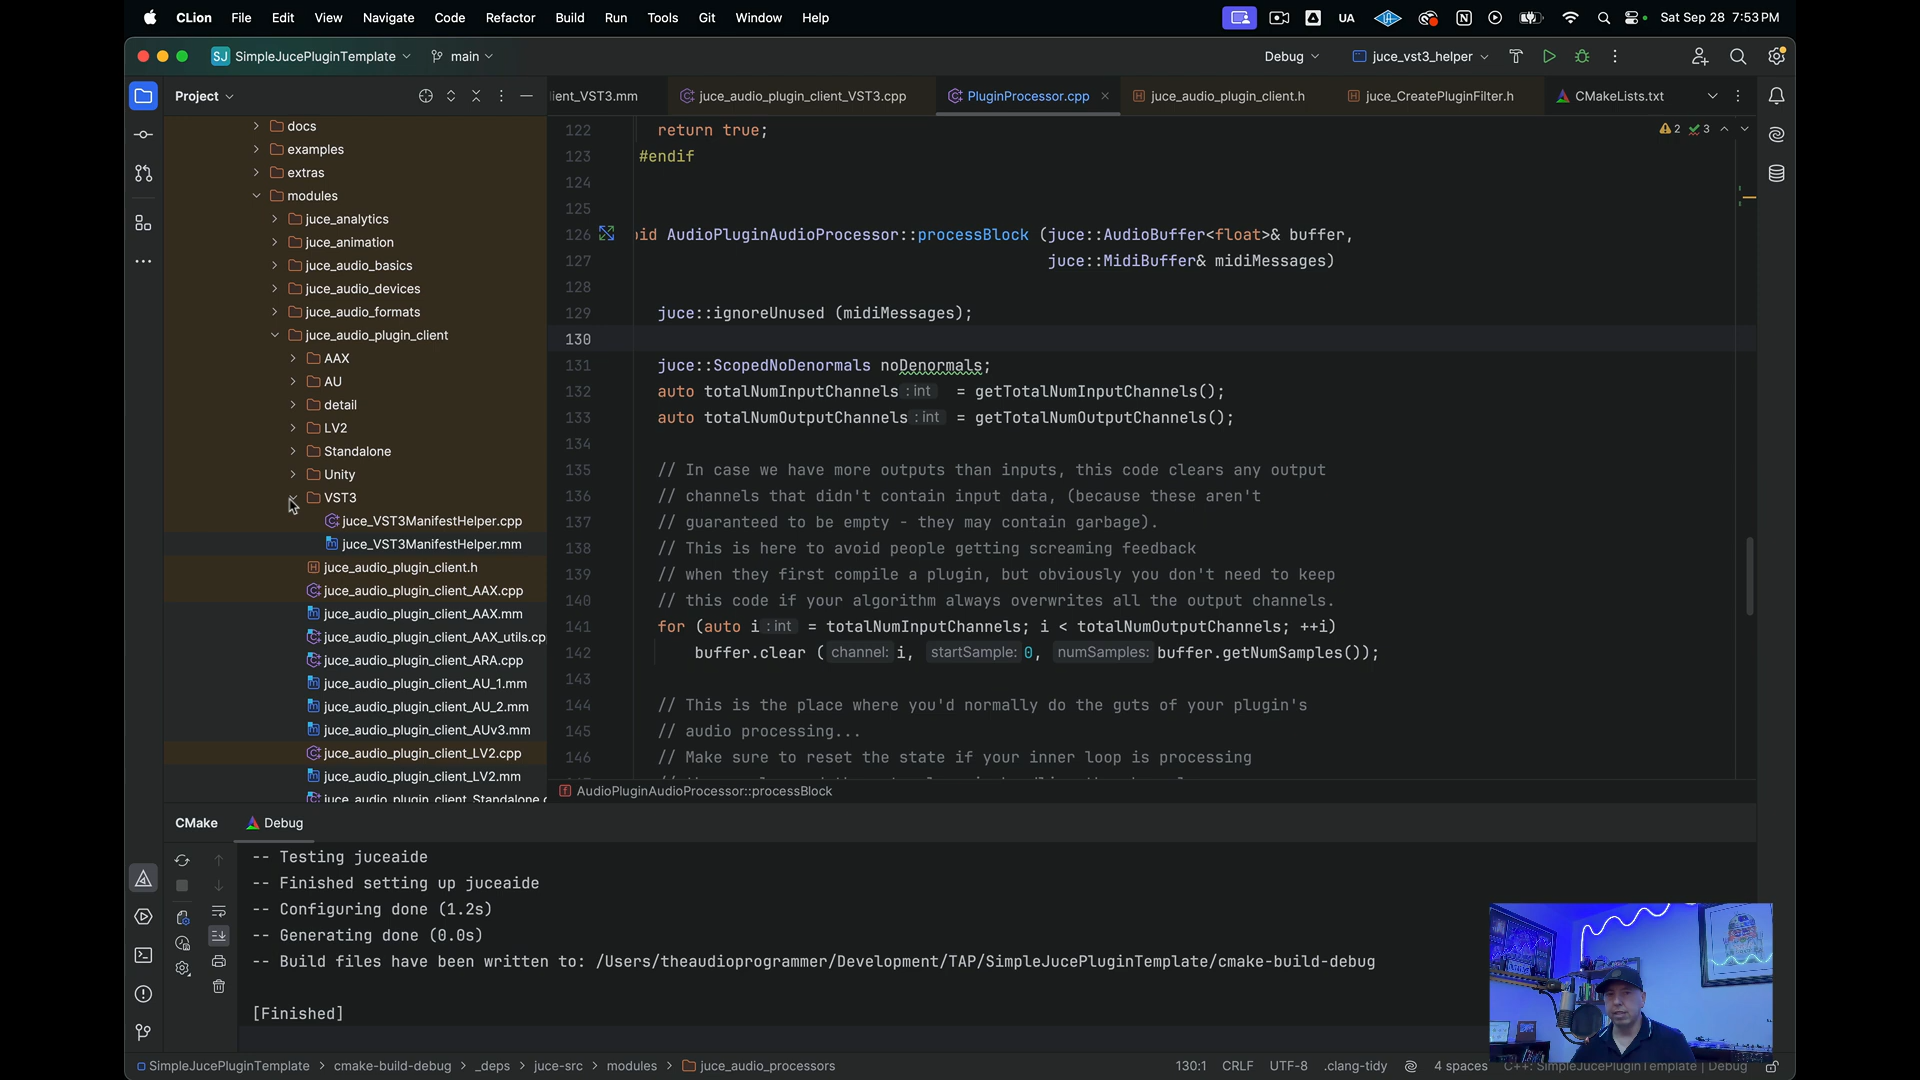 CLion File Edit View Navigate Code Refactor Build Run Tools Git Window Help UA Sat Sep 28 7:53 PM
SJ SimpleJucePluginTemplate main Debug juce_vst3_helper
Project
ient_VST3.mm juce_audio_plugin_client_VST3.cpp PluginProcessor.cpp juce_audio_plugin_client.h juce_CreatePluginFilter.h CMakeLists.txt
docs
examples
extras
modules
juce_analytics
juce_animation
juce_audio_basics
juce_audio_devices
juce_audio_formats
juce_audio_plugin_client
AAX
AU
detail
LV2
Standalone
Unity
VST3
juce_VST3ManifestHelper.cpp
juce_VST3ManifestHelper.mm
juce_audio_plugin_client.h
juce_audio_plugin_client_AAX.cpp
juce_audio_plugin_client_AAX.mm
juce_audio_plugin_client_AAX_utils.cp
juce_audio_plugin_client_ARA.cpp
juce_audio_plugin_client_AU_1.mm
juce_audio_plugin_client_AU_2.mm
juce_audio_plugin_client_AUv3.mm
juce_audio_plugin_client_LV2.cpp
juce_audio_plugin_client_LV2.mm
juce_audio_plugin_client_Standalone.c
2 3
122 return true;
123 #endif
124
125
126 oid AudioPluginAudioProcessor::processBlock (juce::AudioBuffer<float>& buffer,
127 juce::MidiBuffer& midiMessages)
128
129 juce::ignoreUnused (midiMessages);
130
131 juce::ScopedNoDenormals noDenormals;
132 auto totalNumInputChannels : int = getTotalNumInputChannels();
133 auto totalNumOutputChannels : int = getTotalNumOutputChannels();
134
135 // In case we have more outputs than inputs, this code clears any output
136 // channels that didn't contain input data, (because these aren't
137 // guaranteed to be empty - they may contain garbage).
138 // This is here to avoid people getting screaming feedback
139 // when they first compile a plugin, but obviously you don't need to keep
140 // this code if your algorithm always overwrites all the output channels.
141 for (auto i : int = totalNumInputChannels; i < totalNumOutputChannels; ++i)
142 buffer.clear ( channel: i, startSample: 0, numSamples: buffer.getNumSamples());
143
144 // This is the place where you'd normally do the guts of your plugin's
145 // audio processing...
146 // Make sure to reset the state if your inner loop is processing
AudioPluginAudioProcessor::processBlock
CMake Debug
-- Testing juceaide
-- Finished setting up juceaide
-- Configuring done (1.2s)
-- Generating done (0.0s)
-- Build files have been written to: /Users/theaudioprogrammer/Development/TAP/SimpleJucePluginTemplate/cmake-build-debug
[Finished]
SimpleJucePluginTemplate > cmake-build-debug > _deps > juce-src > modules > juce_audio_processors 130:1 CRLF UTF-8 .clang-tidy 4 spaces C++: SimpleJucePluginTemplate | Debug